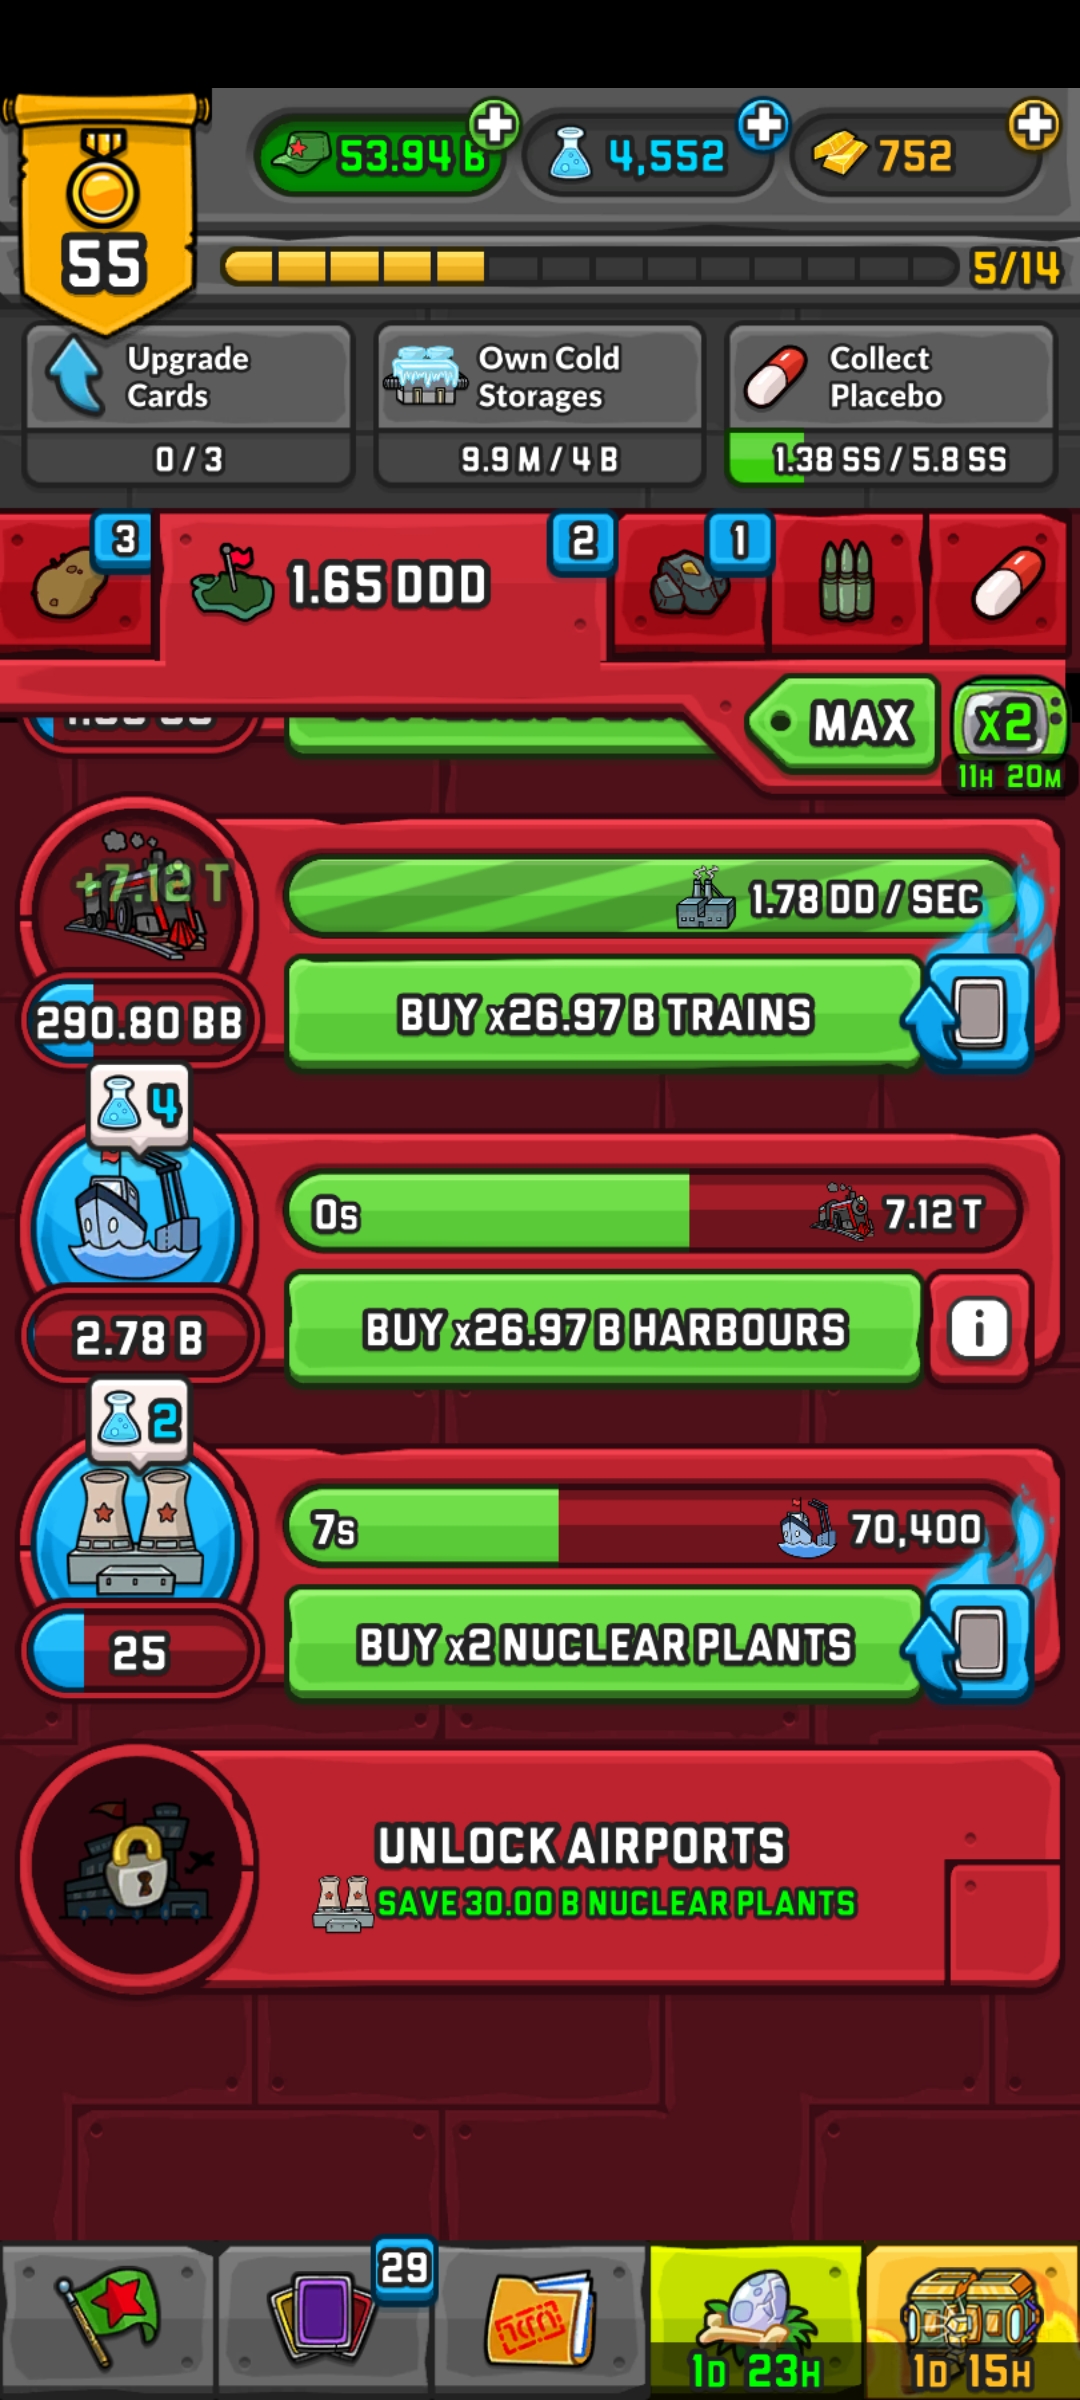 55
53.94 B
4,552
752
5/14
Upgrade
Cards
0 / 3
Own Cold
Storages
9.9 M / 4 B
Collect
Placebo
1.38 SS / 5.8 SS
3
1.65 DDD
2
1
MAX
x2
11H 20M
+7.12 T
1.78 DD / SEC
290.80 BB
BUY x26.97 B TRAINS
4
0s
7.12 T
2.78 B
BUY x26.97 B HARBOURS
i
2
7s
70,400
25
BUY x2 NUCLEAR PLANTS
UNLOCK AIRPORTS
SAVE 30.00 B NUCLEAR PLANTS
29
1D 23H
1D 15H